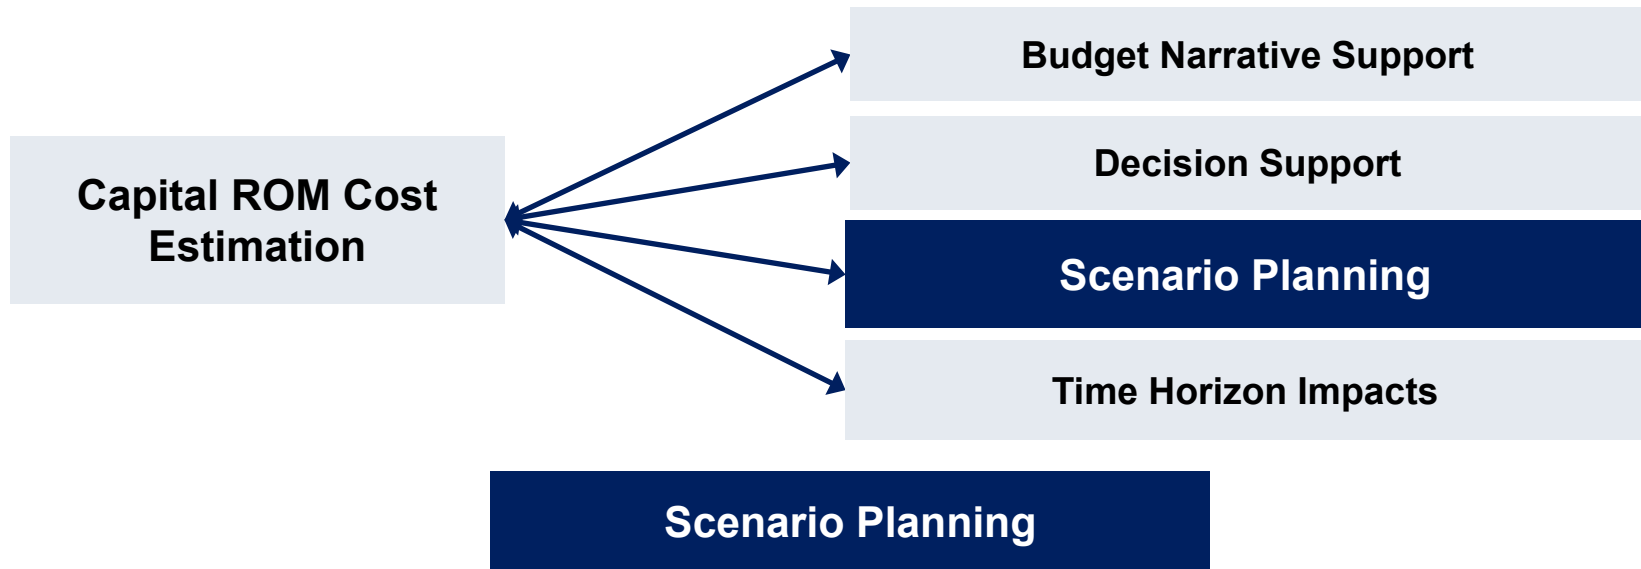 Capital ROM Cost
Estimation
Budget Narrative Support
Decision Support
Scenario Planning
Time Horizon Impacts
Scenario Planning